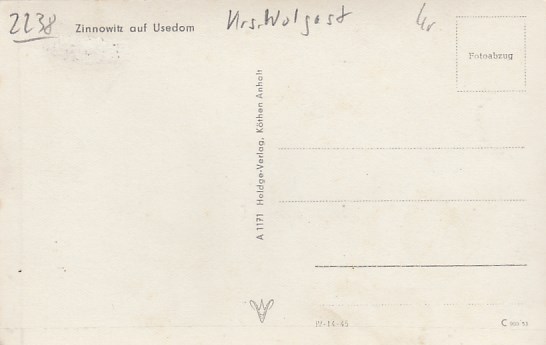 2238
Zinnowitz auf Usedom
Krs. Wolgast
Fotoabzug
A 1171 Holdge-Verlag, Köthen Anhalt